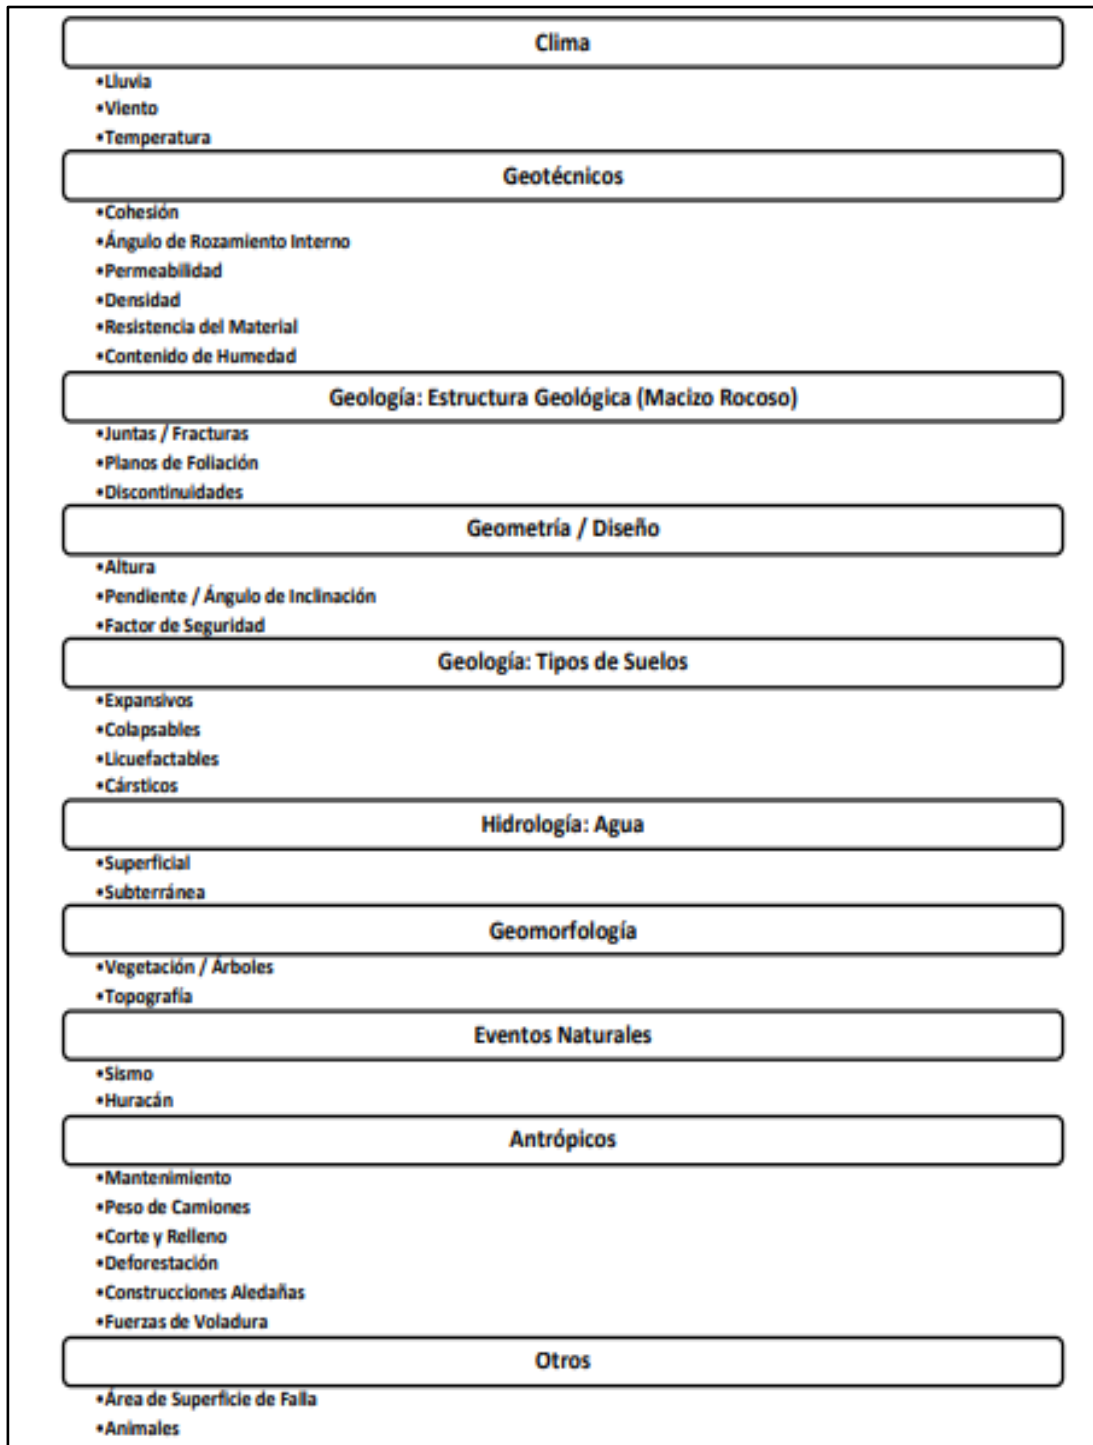 Clima
•Lluvia
•Viento
•Temperatura
Geotécnicos
•Cohesión
•Ángulo de Rozamiento Interno
•Permeabilidad
•Densidad
•Resistencia del Material
•Contenido de Humedad
Geología: Estructura Geológica (Macizo Rocoso)
•Juntas / Fracturas
•Planos de Foliación
•Discontinuidades
Geometría / Diseño
•Altura
•Pendiente / Ángulo de Inclinación
•Factor de Seguridad
Geología: Tipos de Suelos
•Expansivos
•Colapsables
•Licuefactables
•Cársticos
Hidrología: Agua
•Superficial
•Subterránea
Geomorfología
•Vegetación / Árboles
•Topografía
Eventos Naturales
•Sismo
•Huracán
Antrópicos
•Mantenimiento
•Peso de Camiones
•Corte y Relleno
•Deforestación
•Construcciones Aledañas
•Fuerzas de Voladura
Otros
•Área de Superficie de Falla
•Animales